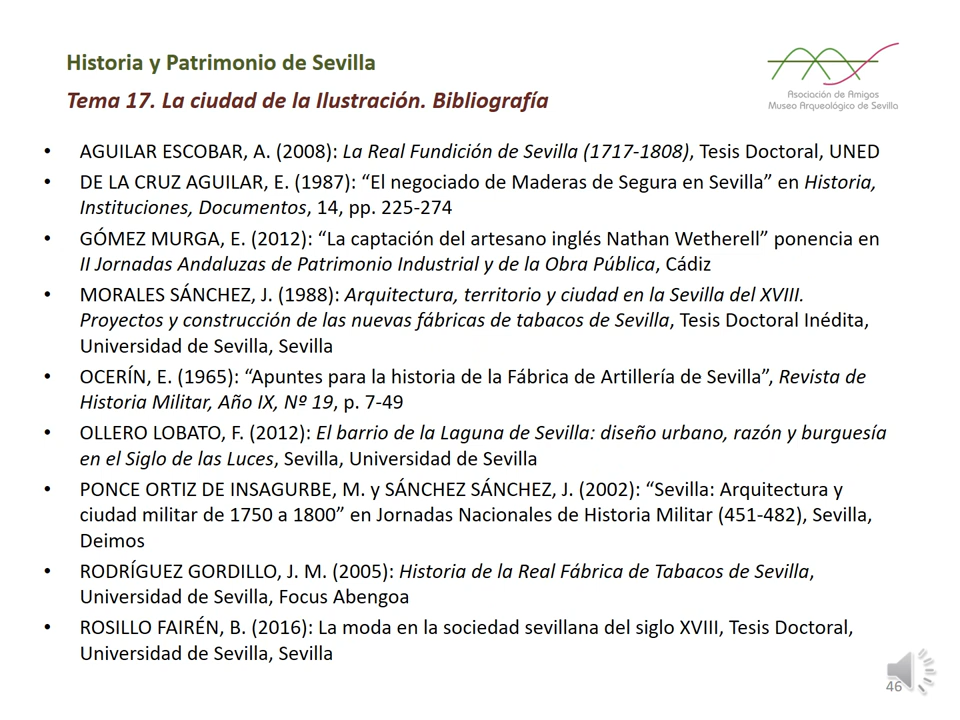 Historia y Patrimonio de Sevilla
Tema 17. La ciudad de la Ilustración. Bibliografía
Asociación de Amigos
Museo Arqueológico de Sevilla
• AGUILAR ESCOBAR, A. (2008): La Real Fundición de Sevilla (1717-1808), Tesis Doctoral, UNED
• DE LA CRUZ AGUILAR, E. (1987): “El negociado de Maderas de Segura en Sevilla” en Historia,
Instituciones, Documentos, 14, pp. 225-274
• GÓMEZ MURGA, E. (2012): “La captación del artesano inglés Nathan Wetherell” ponencia en
II Jornadas Andaluzas de Patrimonio Industrial y de la Obra Pública, Cádiz
• MORALES SÁNCHEZ, J. (1988): Arquitectura, territorio y ciudad en la Sevilla del XVIII.
Proyectos y construcción de las nuevas fábricas de tabacos de Sevilla, Tesis Doctoral Inédita,
Universidad de Sevilla, Sevilla
• OCERÍN, E. (1965): “Apuntes para la historia de la Fábrica de Artillería de Sevilla”, Revista de
Historia Militar, Año IX, Nº 19, p. 7-49
• OLLERO LOBATO, F. (2012): El barrio de la Laguna de Sevilla: diseño urbano, razón y burguesía
en el Siglo de las Luces, Sevilla, Universidad de Sevilla
• PONCE ORTIZ DE INSAGURBE, M. y SÁNCHEZ SÁNCHEZ, J. (2002): “Sevilla: Arquitectura y
ciudad militar de 1750 a 1800” en Jornadas Nacionales de Historia Militar (451-482), Sevilla,
Deimos
• RODRÍGUEZ GORDILLO, J. M. (2005): Historia de la Real Fábrica de Tabacos de Sevilla,
Universidad de Sevilla, Focus Abengoa
• ROSILLO FAIRÉN, B. (2016): La moda en la sociedad sevillana del siglo XVIII, Tesis Doctoral,
Universidad de Sevilla, Sevilla
46